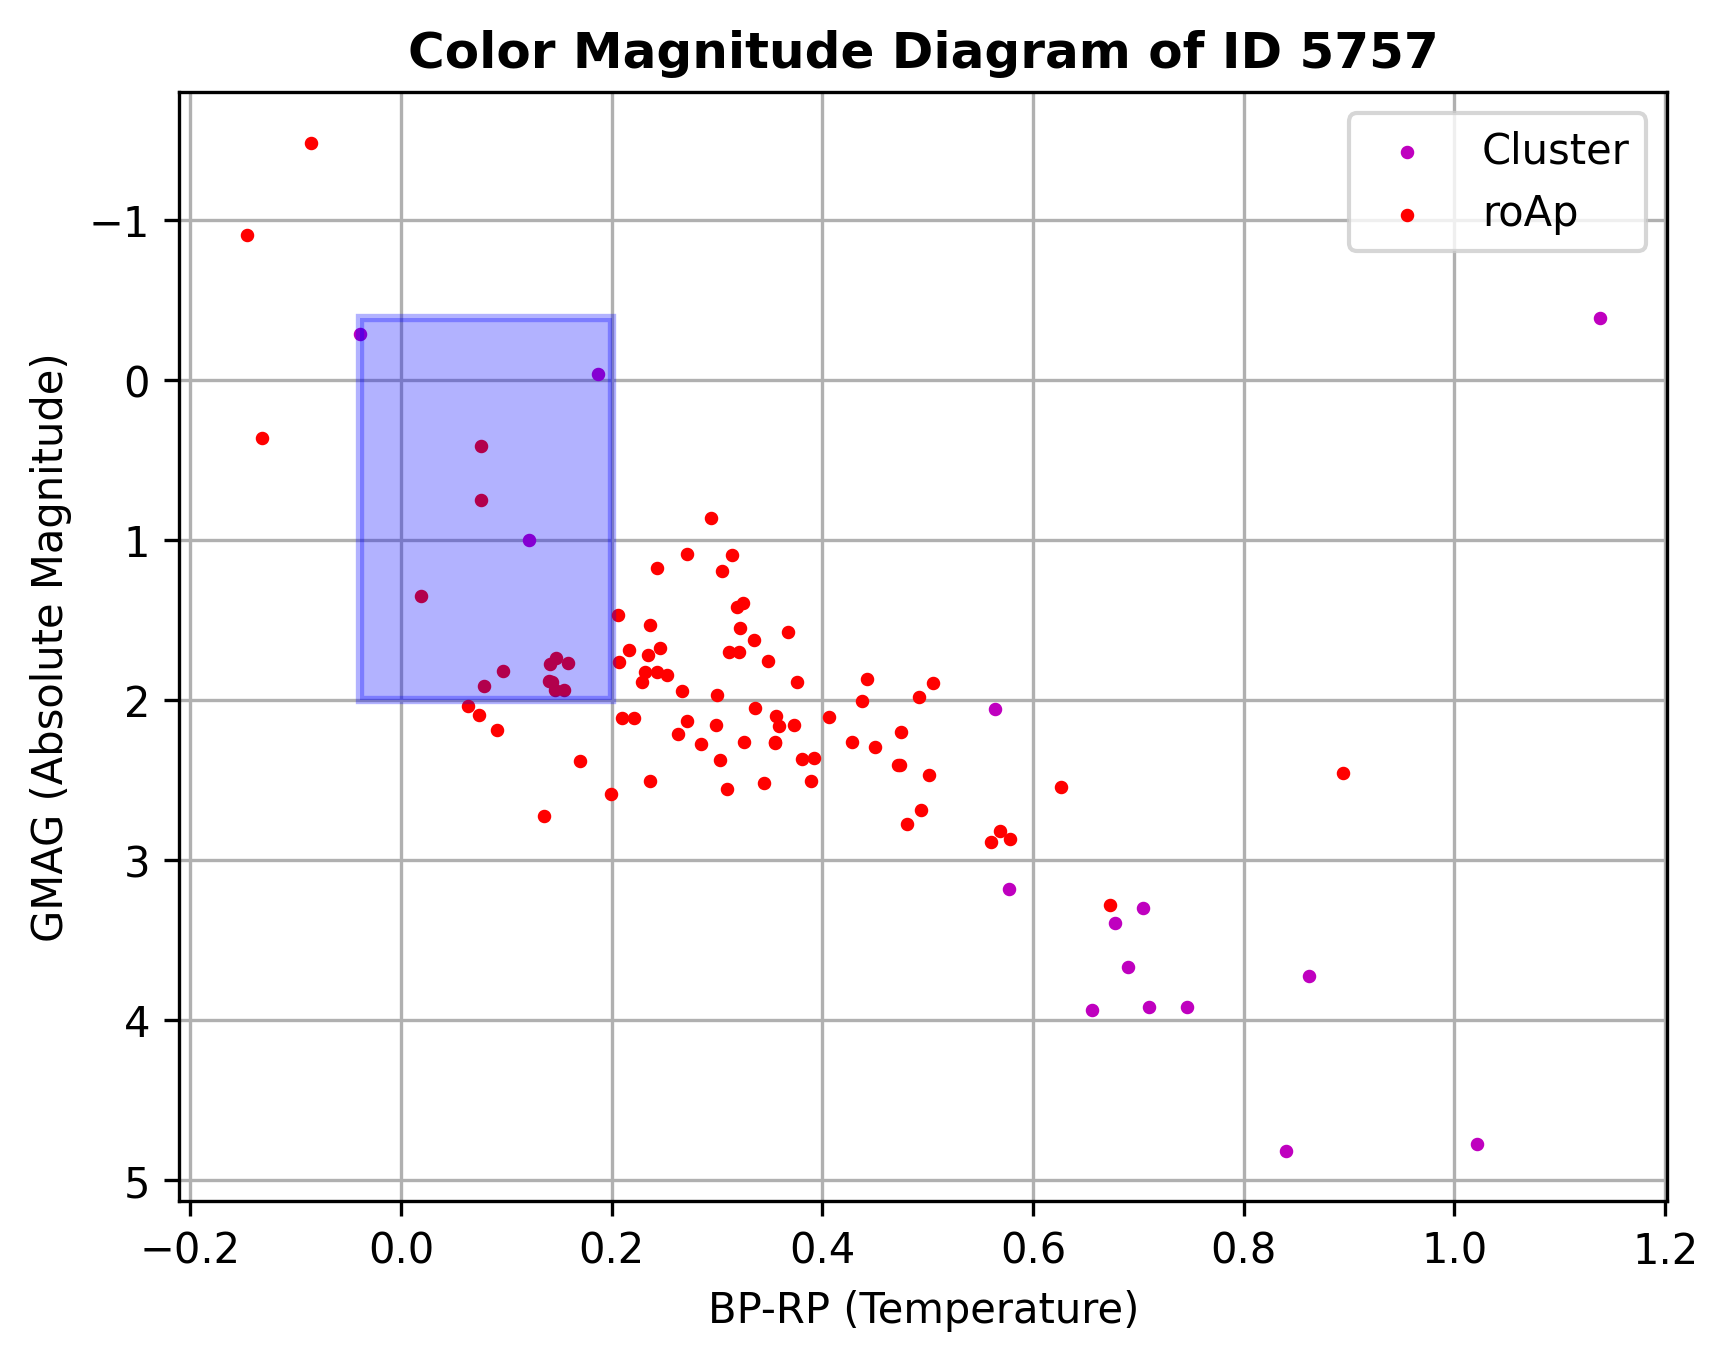 Color Magnitude Diagram of ID 5757
Cluster
roAp
GMAG (Absolute Magnitude)
−1
0
1
2
3
4
5
−0.2 0.0 0.2 0.4 0.6 0.8 1.0 1.2
BP-RP (Temperature)